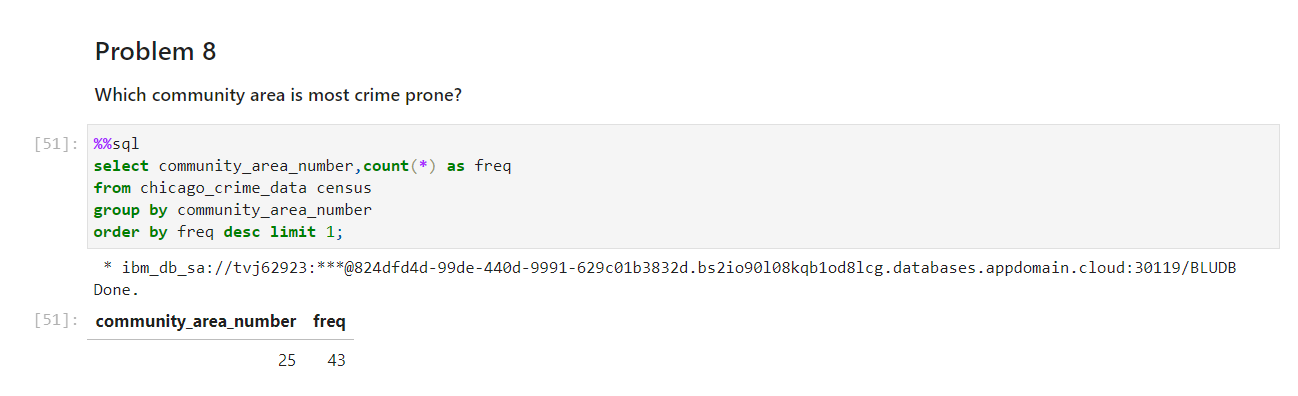 Problem 8
Which community area is most crime prone?
[51]: %%sql
select community_area_number,count(*) as freq
from chicago_crime_data census
group by community_area_number
order by freq desc limit 1;
* ibm_db_sa://tvj62923:***@824dfd4d-99de-440d-9991-629c01b3832d.bs2io90l08kqb1od8lcg.databases.appdomain.cloud:30119/BLUDB
Done.
[51]: community_area_number freq
25 43